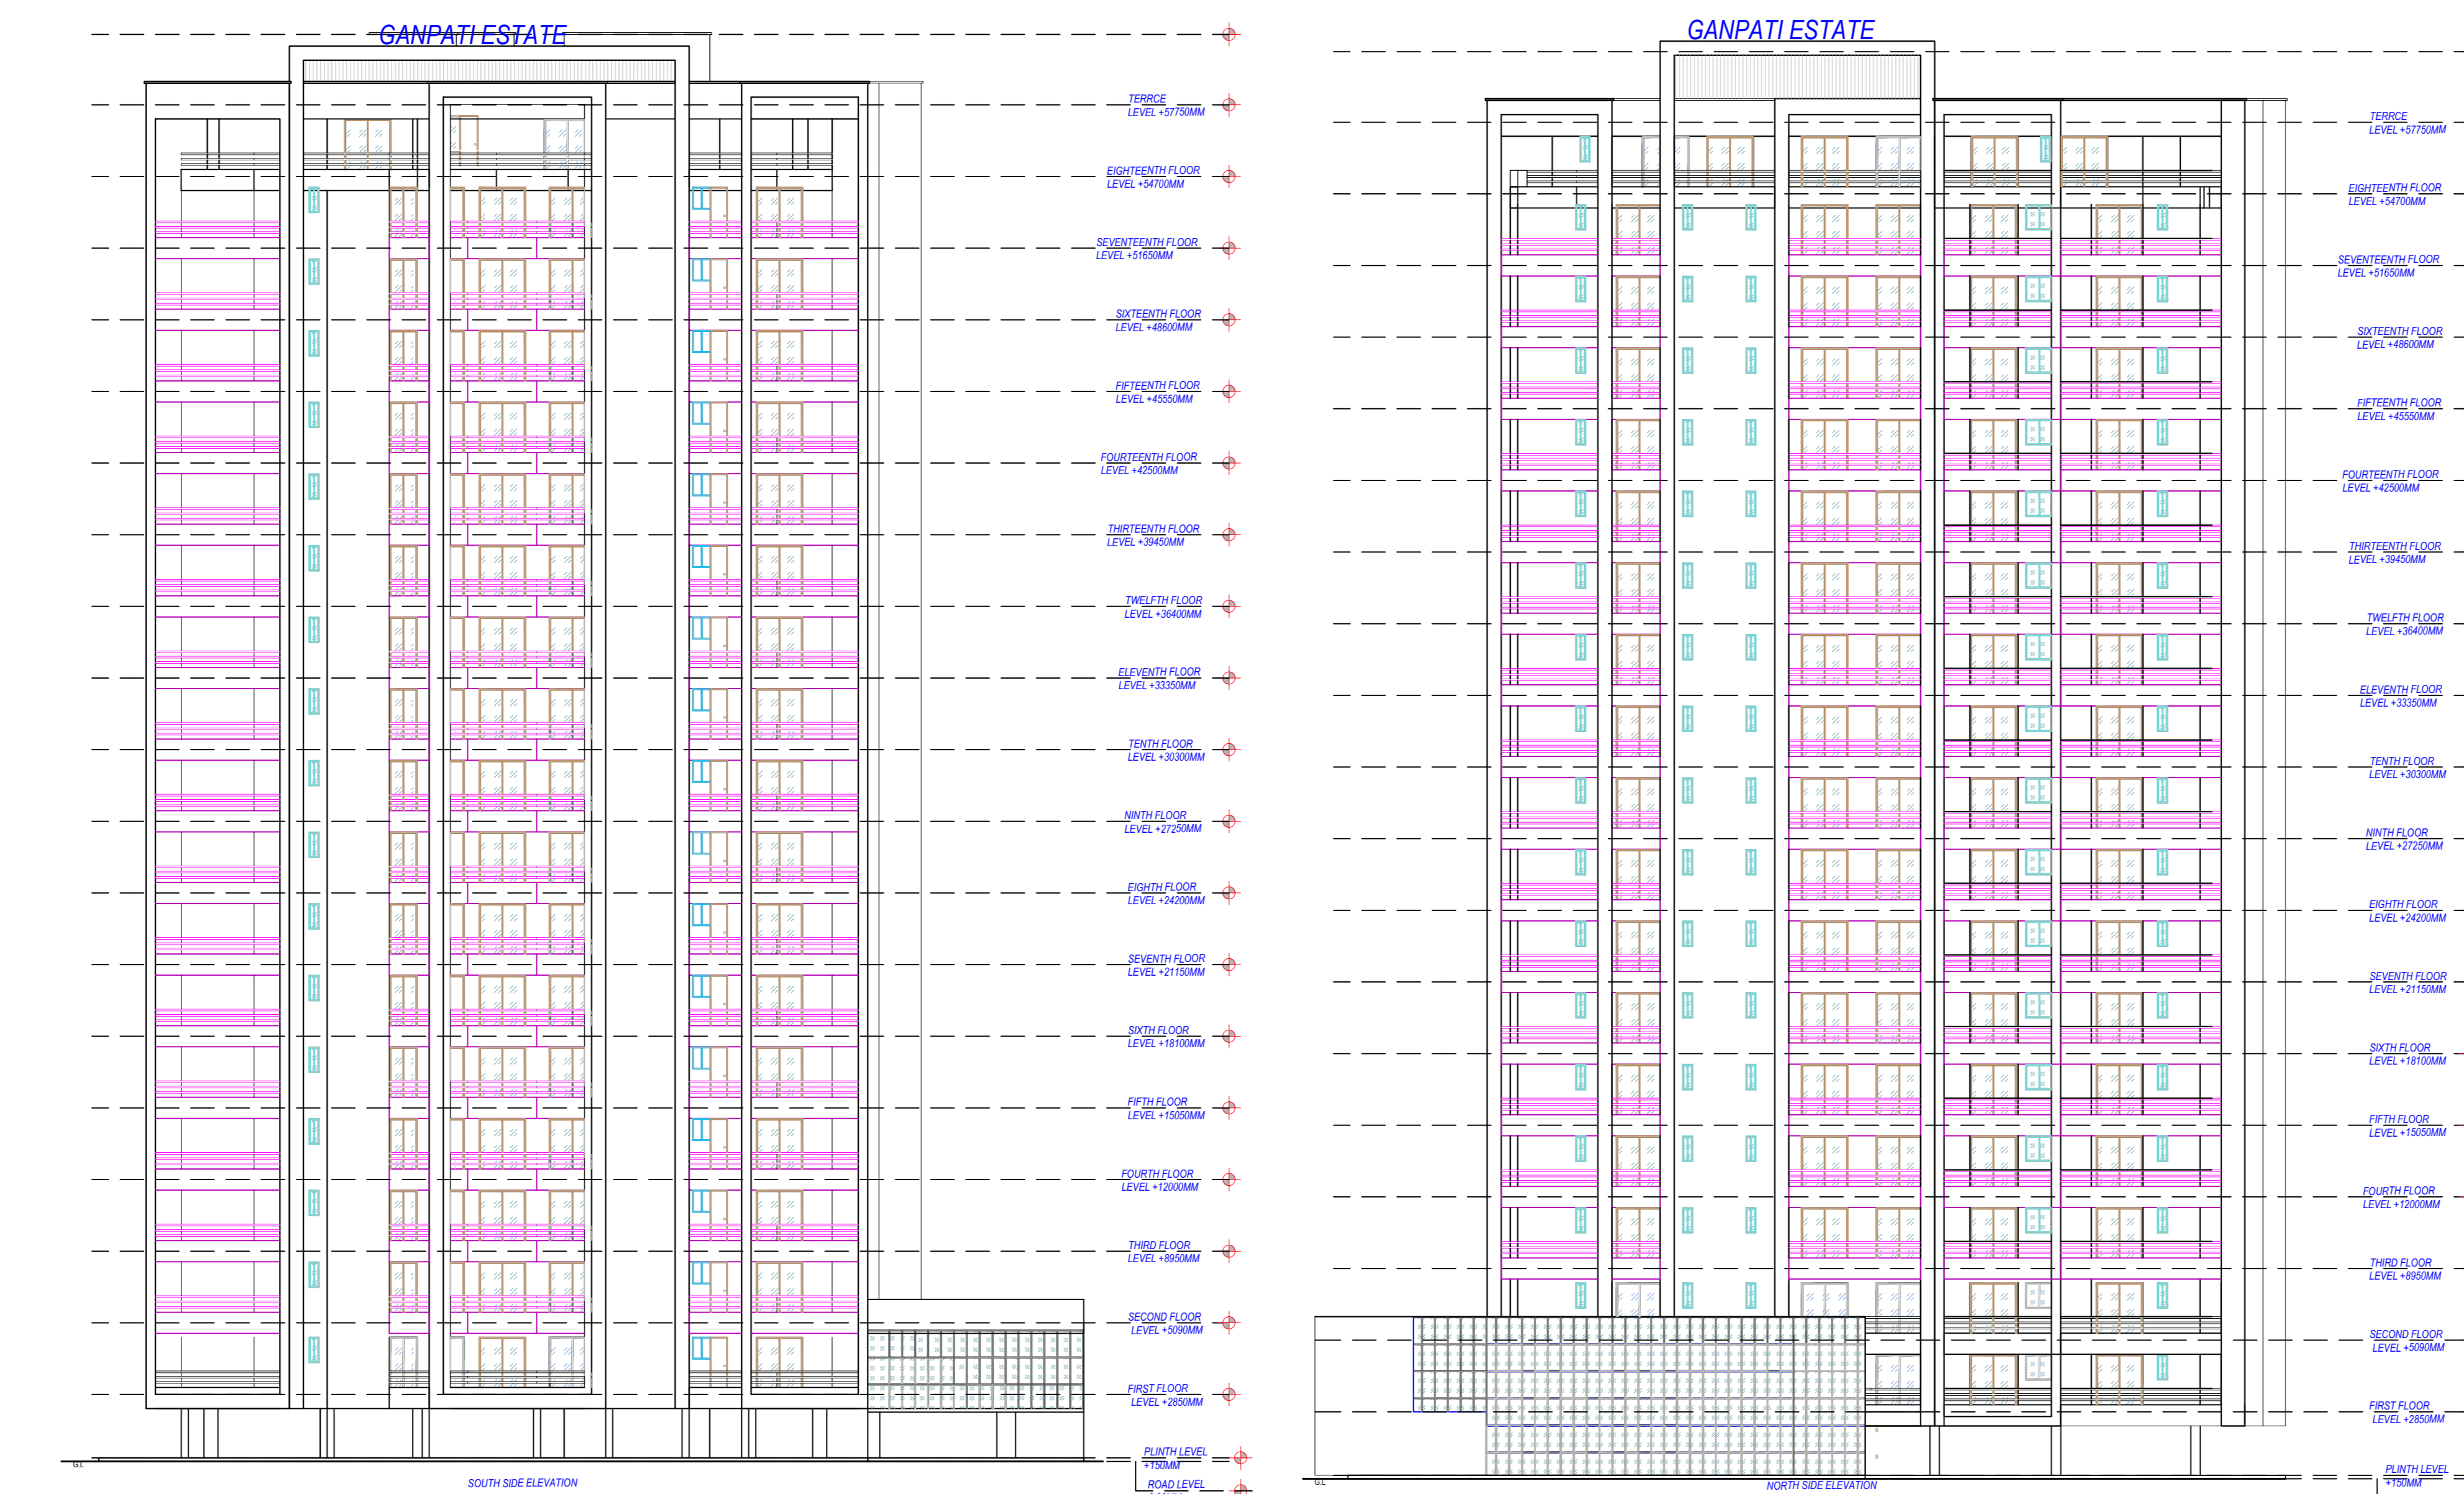 GANPATI ESTATE
TERRCE
LEVEL +57750MM
EIGHTEENTH FLOOR
LEVEL +54700MM
SEVENTEENTH FLOOR
LEVEL +51650MM
SIXTEENTH FLOOR
LEVEL +48600MM
FIFTEENTH FLOOR
LEVEL +45550MM
FOURTEENTH FLOOR
LEVEL +42500MM
THIRTEENTH FLOOR
LEVEL +39450MM
TWELFTH FLOOR
LEVEL +36400MM
ELEVENTH FLOOR
LEVEL +33350MM
TENTH FLOOR
LEVEL +30300MM
NINTH FLOOR
LEVEL +27250MM
EIGHTH FLOOR
LEVEL +24200MM
SEVENTH FLOOR
LEVEL +21150MM
SIXTH FLOOR
LEVEL +18100MM
FIFTH FLOOR
LEVEL +15050MM
FOURTH FLOOR
LEVEL +12000MM
THIRD FLOOR
LEVEL +8950MM
SECOND FLOOR
LEVEL +5090MM
FIRST FLOOR
LEVEL +2850MM
PLINTH LEVEL
+150MM
G.L
ROAD LEVEL
SOUTH SIDE ELEVATION
GANPATI ESTATE
TERRCE
LEVEL +57750MM
EIGHTEENTH FLOOR
LEVEL +54700MM
SEVENTEENTH FLOOR
LEVEL +51650MM
SIXTEENTH FLOOR
LEVEL +48600MM
FIFTEENTH FLOOR
LEVEL +45550MM
FOURTEENTH FLOOR
LEVEL +42500MM
THIRTEENTH FLOOR
LEVEL +39450MM
TWELFTH FLOOR
LEVEL +36400MM
ELEVENTH FLOOR
LEVEL +33350MM
TENTH FLOOR
LEVEL +30300MM
NINTH FLOOR
LEVEL +27250MM
EIGHTH FLOOR
LEVEL +24200MM
SEVENTH FLOOR
LEVEL +21150MM
SIXTH FLOOR
LEVEL +18100MM
FIFTH FLOOR
LEVEL +15050MM
FOURTH FLOOR
LEVEL +12000MM
THIRD FLOOR
LEVEL +8950MM
SECOND FLOOR
LEVEL +5090MM
FIRST FLOOR
LEVEL +2850MM
PLINTH LEVEL
+150MM
G.L
NORTH SIDE ELEVATION